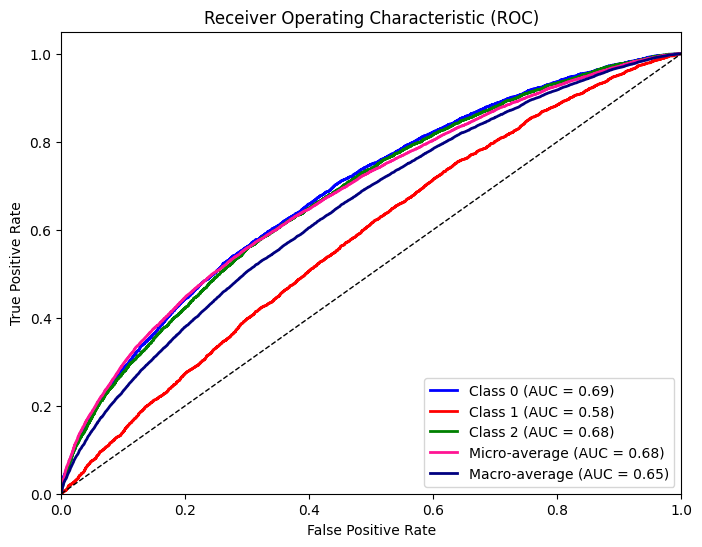 Receiver Operating Characteristic (ROC)
True Positive Rate
1.0
0.8
0.6
0.4
0.2
0.0
Class 0 (AUC = 0.69)
Class 1 (AUC = 0.58)
Class 2 (AUC = 0.68)
Micro-average (AUC = 0.68)
Macro-average (AUC = 0.65)
0.0 0.2 0.4 0.6 0.8 1.0
False Positive Rate